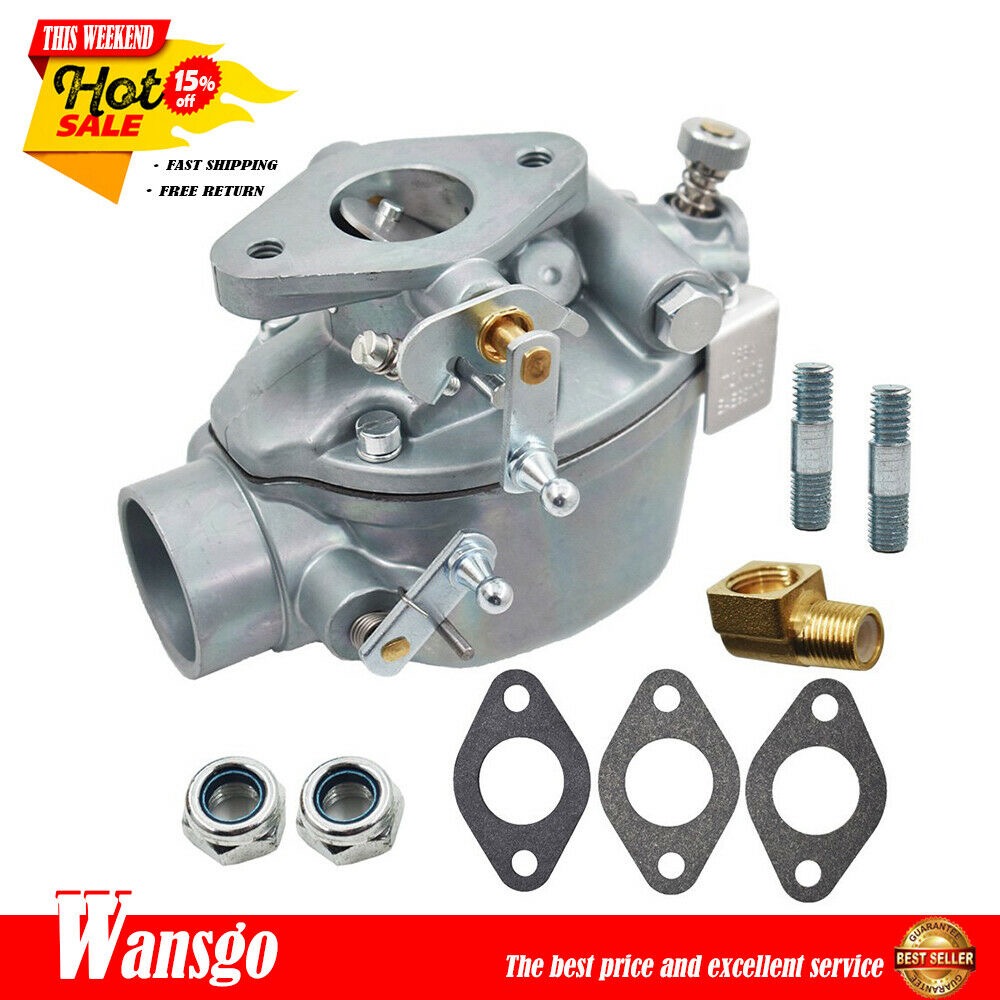 THIS WEEKEND
Hot
SALE
15%
off
· FAST SHIPPING
· FREE RETURN
Wansgo
The best price and excellent service
GUARANTEE
BEST SELLER
GUARANTEE